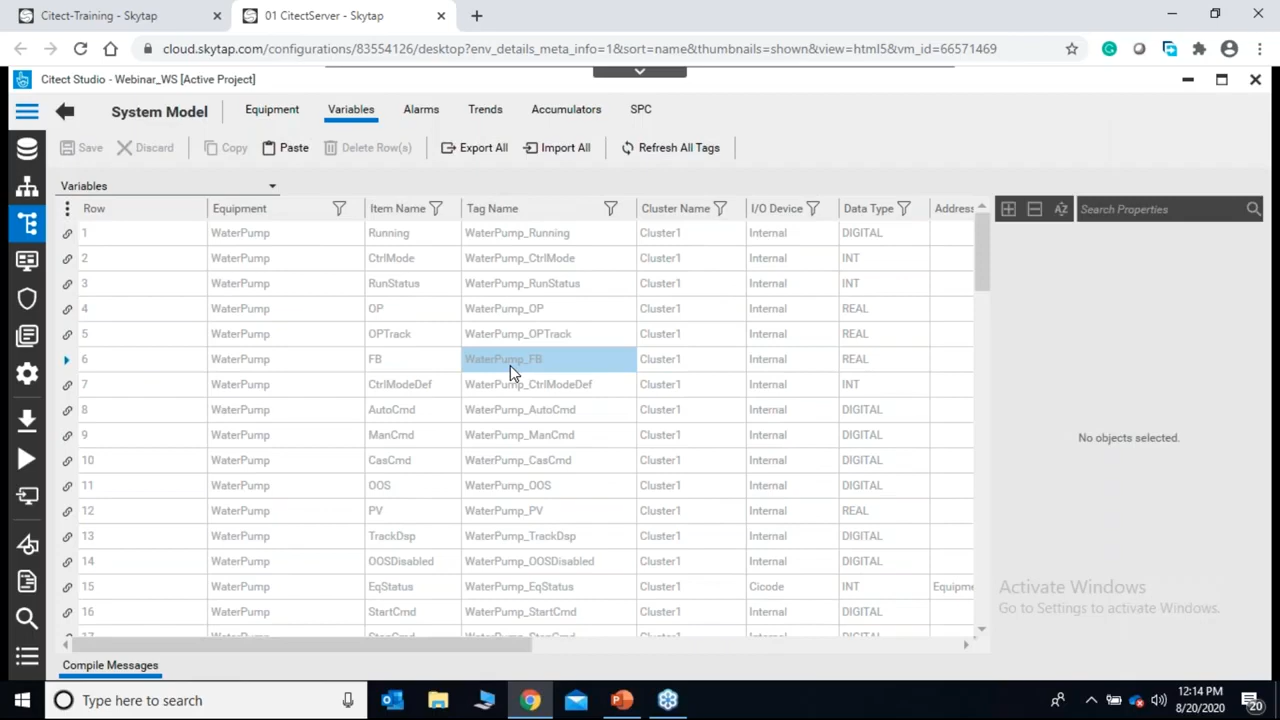 Citect-Training - Skytap
01 CitectServer - Skytap
cloud.skytap.com/configurations/83554126/desktop?env_details_meta_info=1&sort=name&thumbnails=shown&view=html5&vm_id=66571469
Citect Studio - Webinar_WS [Active Project]
System Model Equipment Variables Alarms Trends Accumulators SPC
Save Discard Copy Paste Delete Row(s) Export All Import All Refresh All Tags
Variables
Row Equipment Item Name Tag Name Cluster Name I/O Device Data Type Address Search Properties
1 WaterPump Running WaterPump_Running Cluster1 Internal DIGITAL
2 WaterPump CtrlMode WaterPump_CtrlMode Cluster1 Internal INT
3 WaterPump RunStatus WaterPump_RunStatus Cluster1 Internal INT
4 WaterPump OP WaterPump_OP Cluster1 Internal REAL
5 WaterPump OPTrack WaterPump_OPTrack Cluster1 Internal REAL
6 WaterPump FB WaterPump_FB Cluster1 Internal REAL
7 WaterPump CtrlModeDef WaterPump_CtrlModeDef Cluster1 Internal INT
8 WaterPump AutoCmd WaterPump_AutoCmd Cluster1 Internal DIGITAL
9 WaterPump ManCmd WaterPump_ManCmd Cluster1 Internal DIGITAL
10 WaterPump CasCmd WaterPump_CasCmd Cluster1 Internal DIGITAL
11 WaterPump OOS WaterPump_OOS Cluster1 Internal DIGITAL
12 WaterPump PV WaterPump_PV Cluster1 Internal REAL
13 WaterPump TrackDsp WaterPump_TrackDsp Cluster1 Internal DIGITAL
14 WaterPump OOSDisabled WaterPump_OOSDisabled Cluster1 Internal DIGITAL
15 WaterPump EqStatus WaterPump_EqStatus Cluster1 Cicode INT Equipme
16 WaterPump StartCmd WaterPump_StartCmd Cluster1 Internal DIGITAL
No objects selected.
Activate Windows
Go to Settings to activate Windows.
Compile Messages
Type here to search
12:14 PM
8/20/2020
20